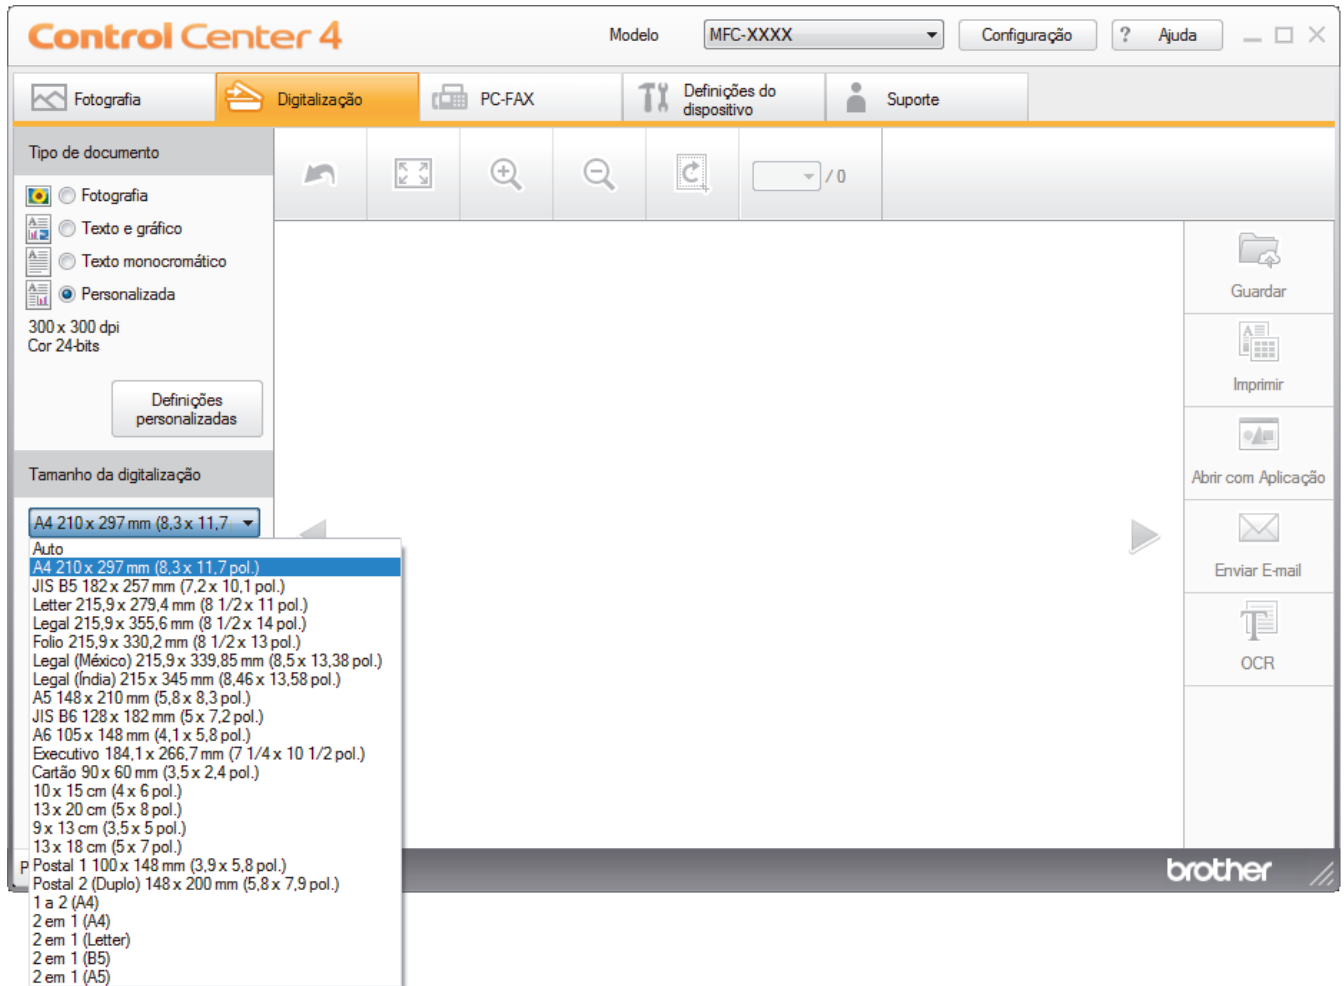 Control Center 4
Modelo
MFC-XXXX
Configuração
? Ajuda
Fotografia
Digitalização
PC-FAX
Definições do
dispositivo
Suporte
Tipo de documento
Fotografia
Texto e gráfico
Texto monocromático
Personalizada
300 x 300 dpi
Cor 24-bits
Definições
personalizadas
/ 0
Tamanho da digitalização
A4 210 x 297 mm (8,3 x 11,7
Auto
A4 210 x 297 mm (8,3 x 11,7 pol.)
JIS B5 182 x 257 mm (7,2 x 10,1 pol.)
Letter 215,9 x 279,4 mm (8 1/2 x 11 pol.)
Legal 215,9 x 355,6 mm (8 1/2 x 14 pol.)
Folio 215,9 x 330,2 mm (8 1/2 x 13 pol.)
Legal (México) 215,9 x 339,85 mm (8,5 x 13,38 pol.)
Legal (Índia) 215 x 345 mm (8,46 x 13,58 pol.)
A5 148 x 210 mm (5,8 x 8,3 pol.)
JIS B6 128 x 182 mm (5 x 7,2 pol.)
A6 105 x 148 mm (4,1 x 5,8 pol.)
Executivo 184,1 x 266,7 mm (7 1/4 x 10 1/2 pol.)
Cartão 90 x 60 mm (3,5 x 2,4 pol.)
10 x 15 cm (4 x 6 pol.)
13 x 20 cm (5 x 8 pol.)
9 x 13 cm (3,5 x 5 pol.)
13 x 18 cm (5 x 7 pol.)
Postal 1 100 x 148 mm (3,9 x 5,8 pol.)
Postal 2 (Duplo) 148 x 200 mm (5,8 x 7,9 pol.)
1 a 2 (A4)
2 em 1 (A4)
2 em 1 (Letter)
2 em 1 (B5)
2 em 1 (A5)
Guardar
Imprimir
Abrir com Aplicação
Enviar E-mail
OCR
P
brother